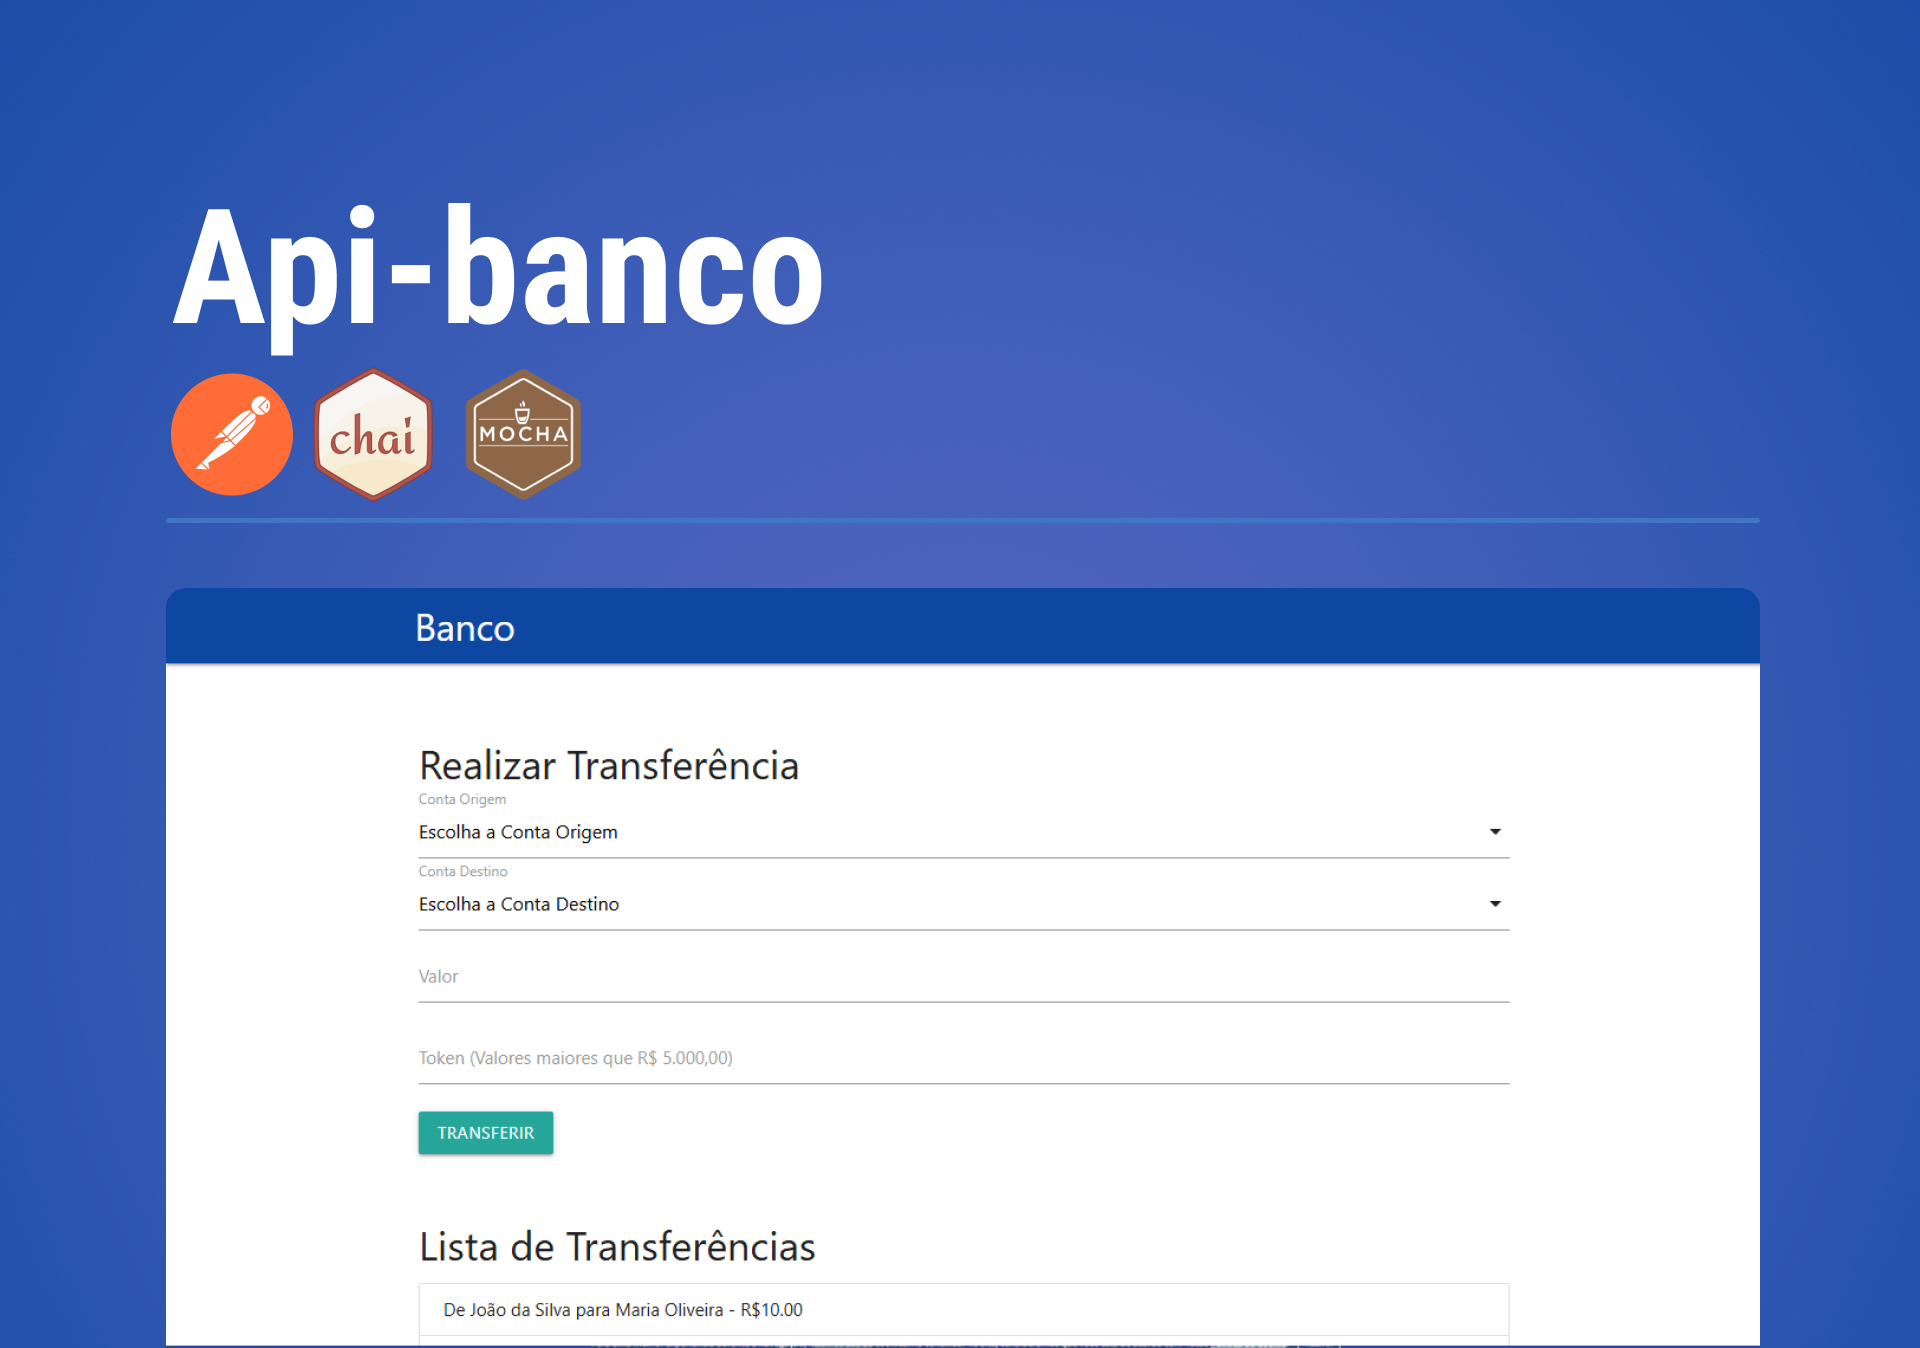 Api-banco
chai
MOCHA
Banco
Realizar Transferência
Conta Origem
Escolha a Conta Origem
Conta Destino
Escolha a Conta Destino
Valor
Token (Valores maiores que R$ 5.000,00)
TRANSFERIR
Lista de Transferências
De João da Silva para Maria Oliveira - R$10.00